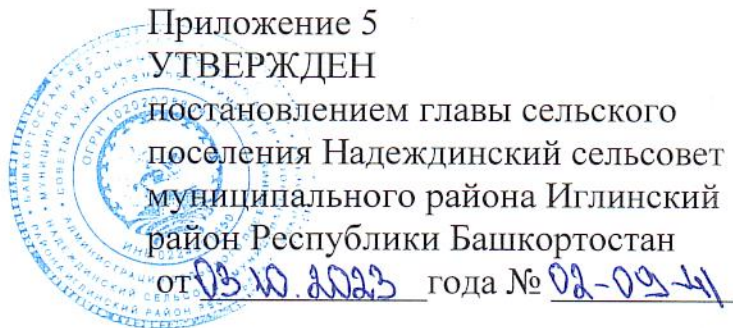 Приложение 5
УТВЕРЖДЕН
постановлением главы сельского
поселения Надеждинский сельсовет
муниципального района Иглинский
район Республики Башкортостан
от 03.10.2023 года № 02-09-41